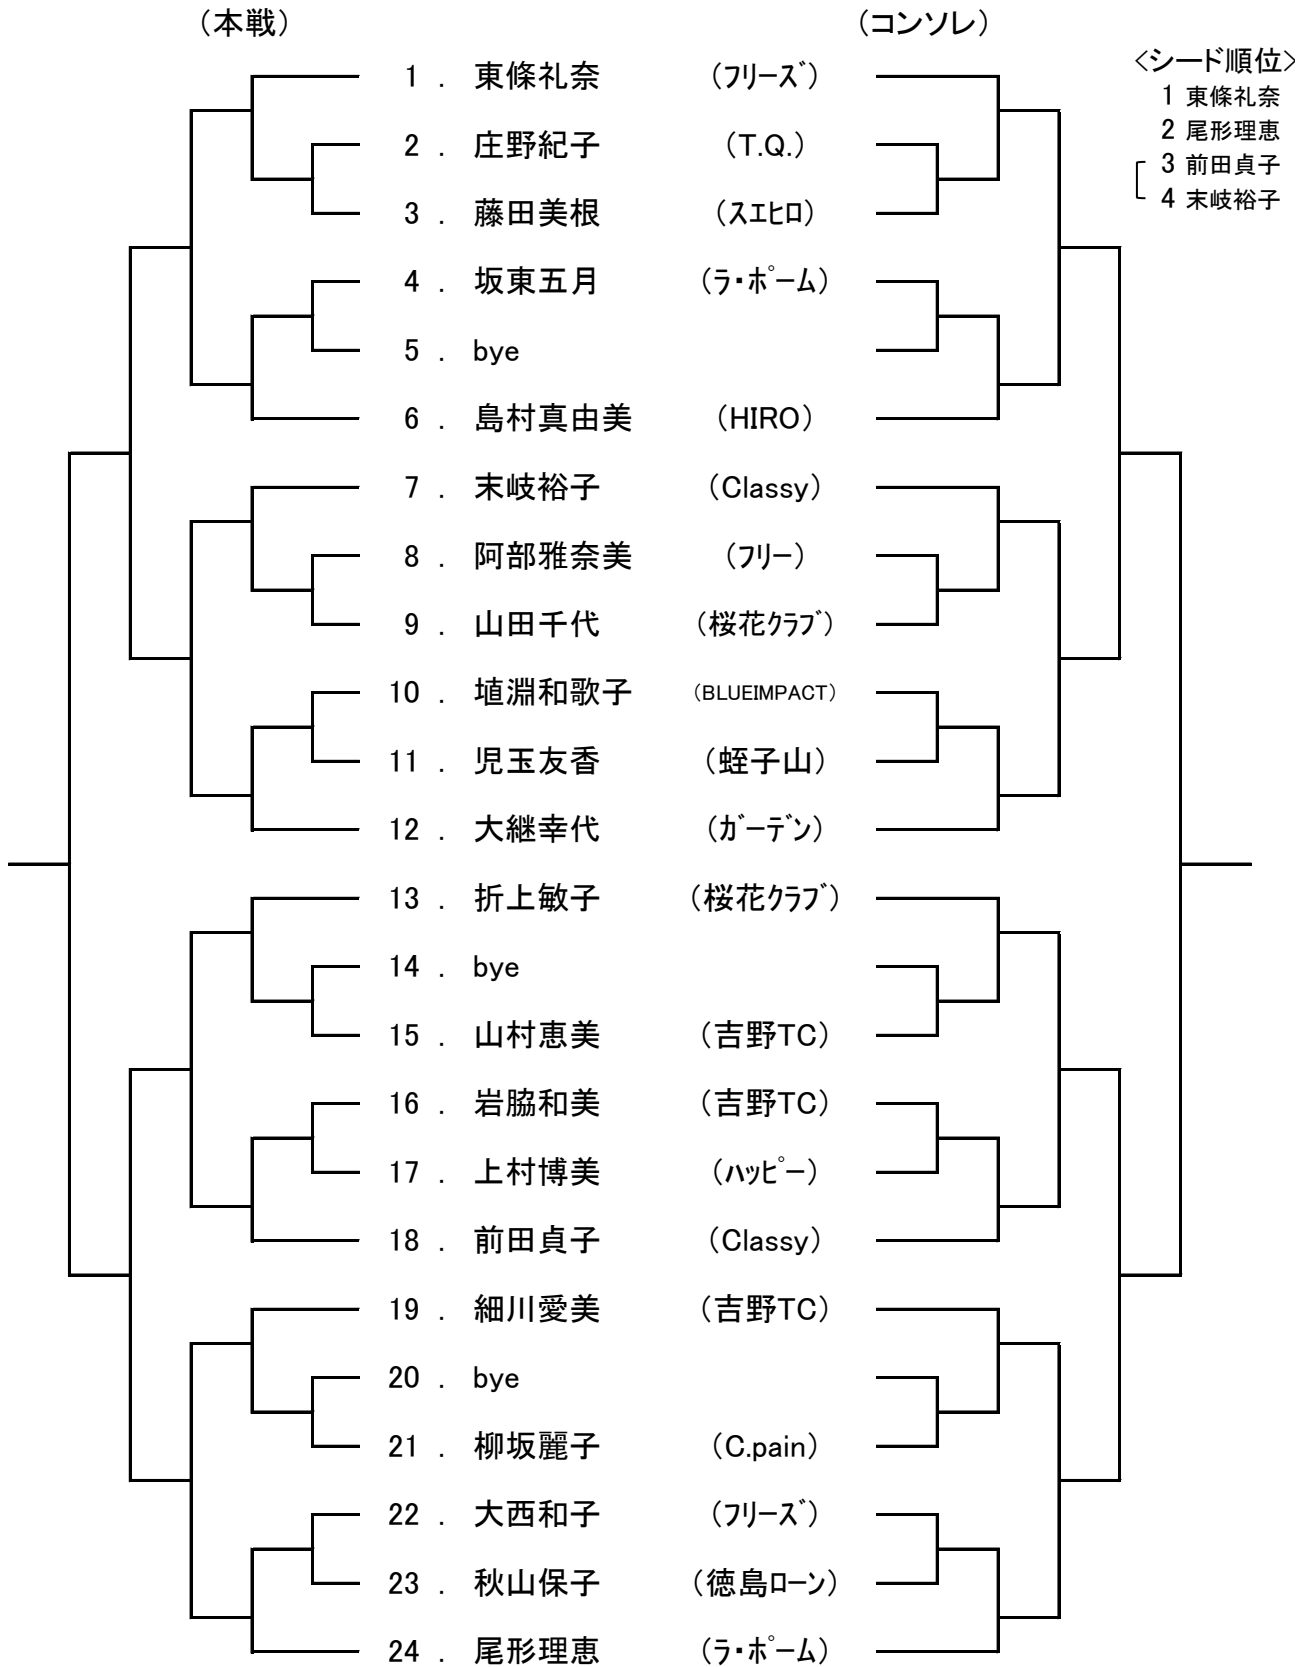 （本戦） （コンソレ）
<シード順位>
1 東條礼奈
2 尾形理恵
3 前田貞子
4 末岐裕子
1 . 東條礼奈 （フリーズ）
2 . 庄野紀子 （T.Q.）
3 . 藤田美根 （スエヒロ）
4 . 坂東五月 （ラ・ポーム）
5 . bye
6 . 島村真由美 （HIRO）
7 . 末岐裕子 （Classy）
8 . 阿部雅奈美 （フリー）
9 . 山田千代 （桜花クラブ）
10 . 埴淵和歌子 （BLUEIMPACT）
11 . 児玉友香 （蛭子山）
12 . 大継幸代 （ガーデン）
13 . 折上敏子 （桜花クラブ）
14 . bye
15 . 山村恵美 （吉野TC）
16 . 岩脇和美 （吉野TC）
17 . 上村博美 （ハッピー）
18 . 前田貞子 （Classy）
19 . 細川愛美 （吉野TC）
20 . bye
21 . 柳坂麗子 （C.pain）
22 . 大西和子 （フリーズ）
23 . 秋山保子 （徳島ローン）
24 . 尾形理恵 （ラ・ポーム）